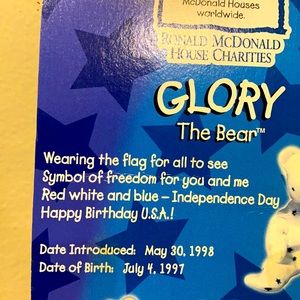 McDonald Houses
worldwide.
RONALD MCDONALD
HOUSE CHARITIES
GLORY
The Bear™
Wearing the flag for all to see
Symbol of freedom for you and me
Red white and blue – Independence Day
Happy Birthday U.S.A.!
Date Introduced: May 30, 1998
Date of Birth: July 4, 1997